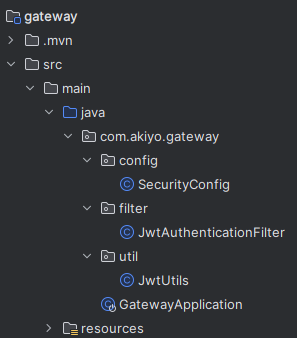 gateway
.mvn
src
main
java
com.akiyo.gateway
config
SecurityConfig
filter
JwtAuthenticationFilter
util
JwtUtils
GatewayApplication
resources